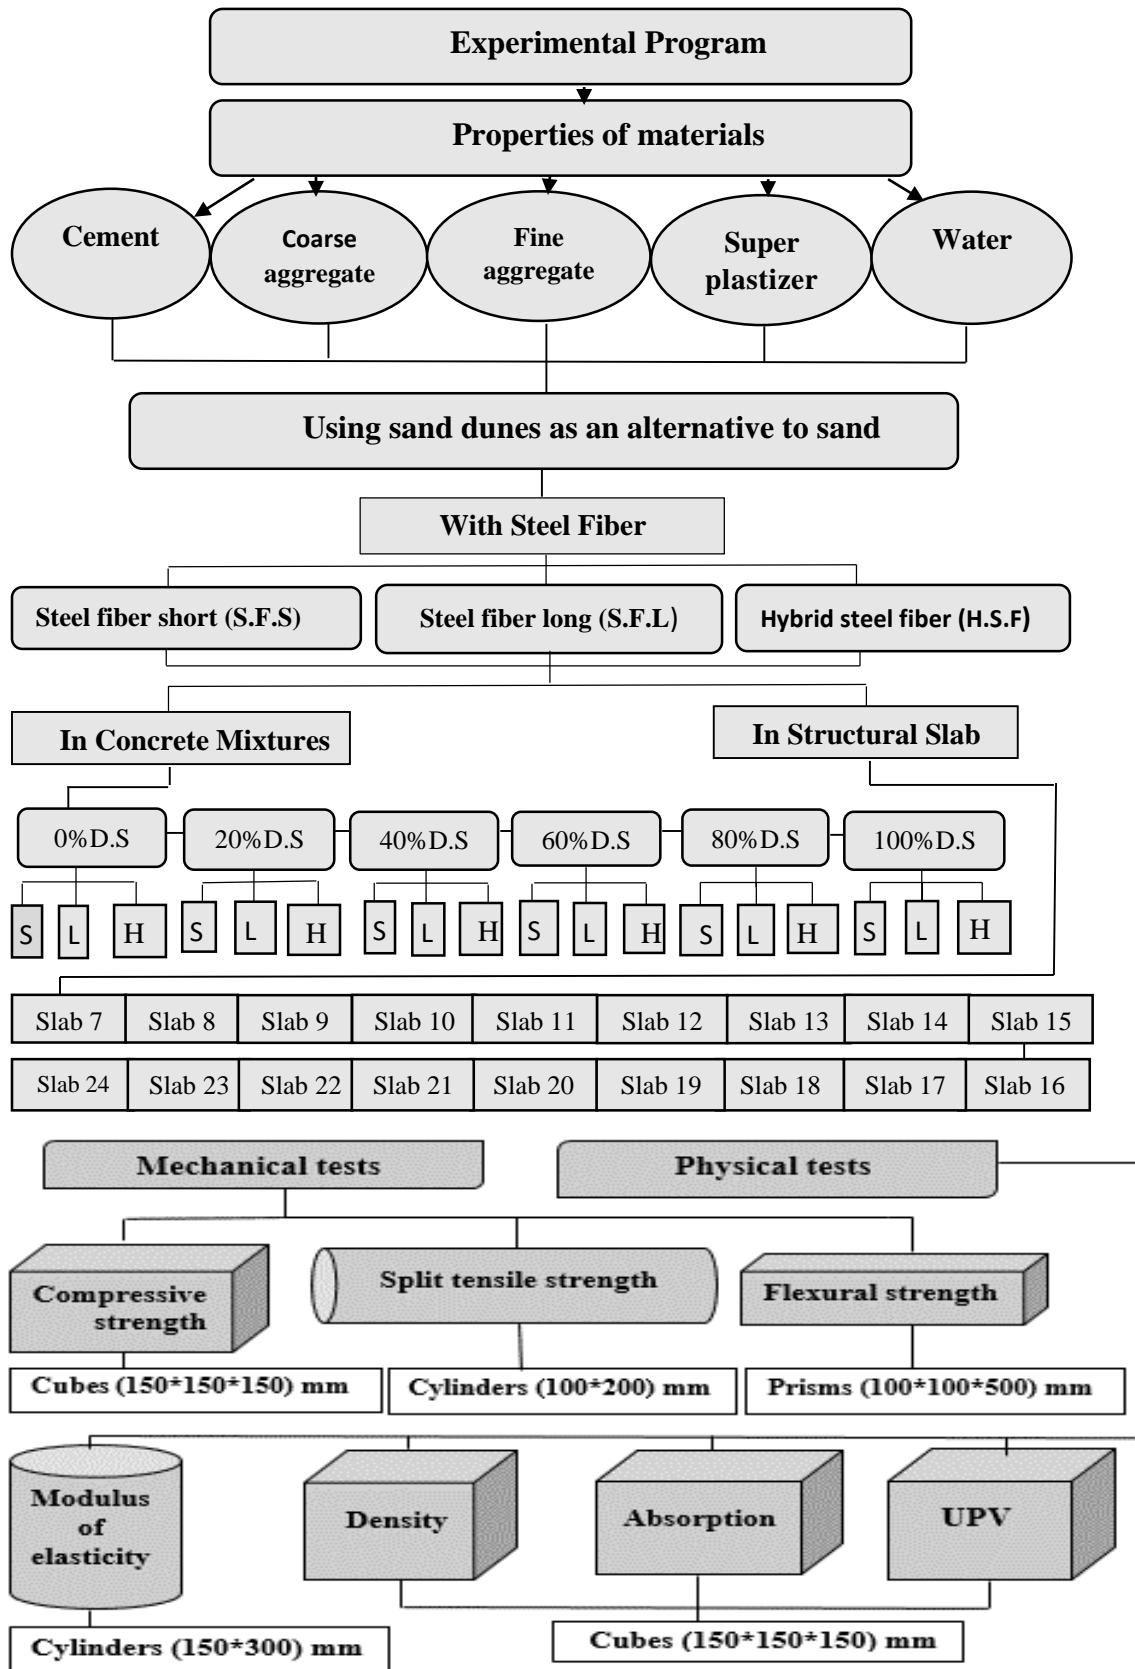 Experimental Program
Properties of materials
Cement
Coarse
aggregate
Fine
aggregate
Super
plastizer
Water
Using sand dunes as an alternative to sand
With Steel Fiber
Steel fiber short (S.F.S)
Steel fiber long (S.F.L)
Hybrid steel fiber (H.S.F)
In Concrete Mixtures
In Structural Slab
0%D.S
20%D.S
40%D.S
60%D.S
80%D.S
100%D.S
S
L
H
S
L
H
S
L
H
S
L
H
S
L
H
S
L
H
Slab 7
Slab 8
Slab 9
Slab 10
Slab 11
Slab 12
Slab 13
Slab 14
Slab 15
Slab 24
Slab 23
Slab 22
Slab 21
Slab 20
Slab 19
Slab 18
Slab 17
Slab 16
Mechanical tests
Physical tests
Compressive
strength
Split tensile strength
Flexural strength
Cubes (150*150*150) mm
Cylinders (100*200) mm
Prisms (100*100*500) mm
Modulus
of
elasticity
Density
Absorption
UPV
Cylinders (150*300) mm
Cubes (150*150*150) mm